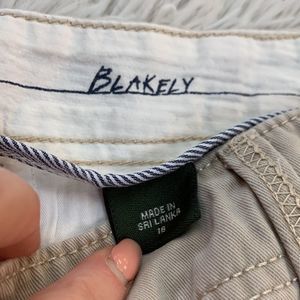 BLAKELY
MADE IN
SRI LANKA
16